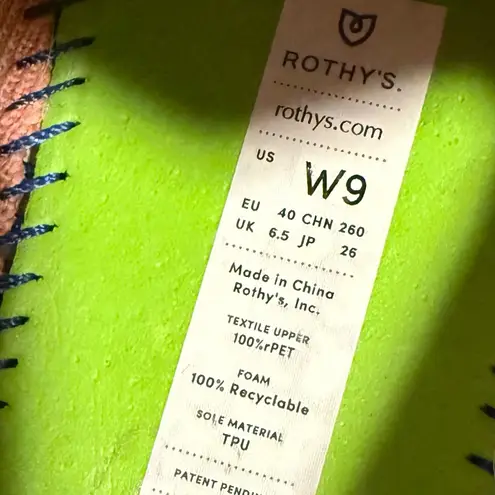 ROTHY'S.
rothys.com
US W9
EU 40 CHN 260
UK 6.5 JP 26
Made in China
Rothy's, Inc.
TEXTILE UPPER
100%rPET
FOAM
100% Recyclable
SOLE MATERIAL
TPU
PATENT